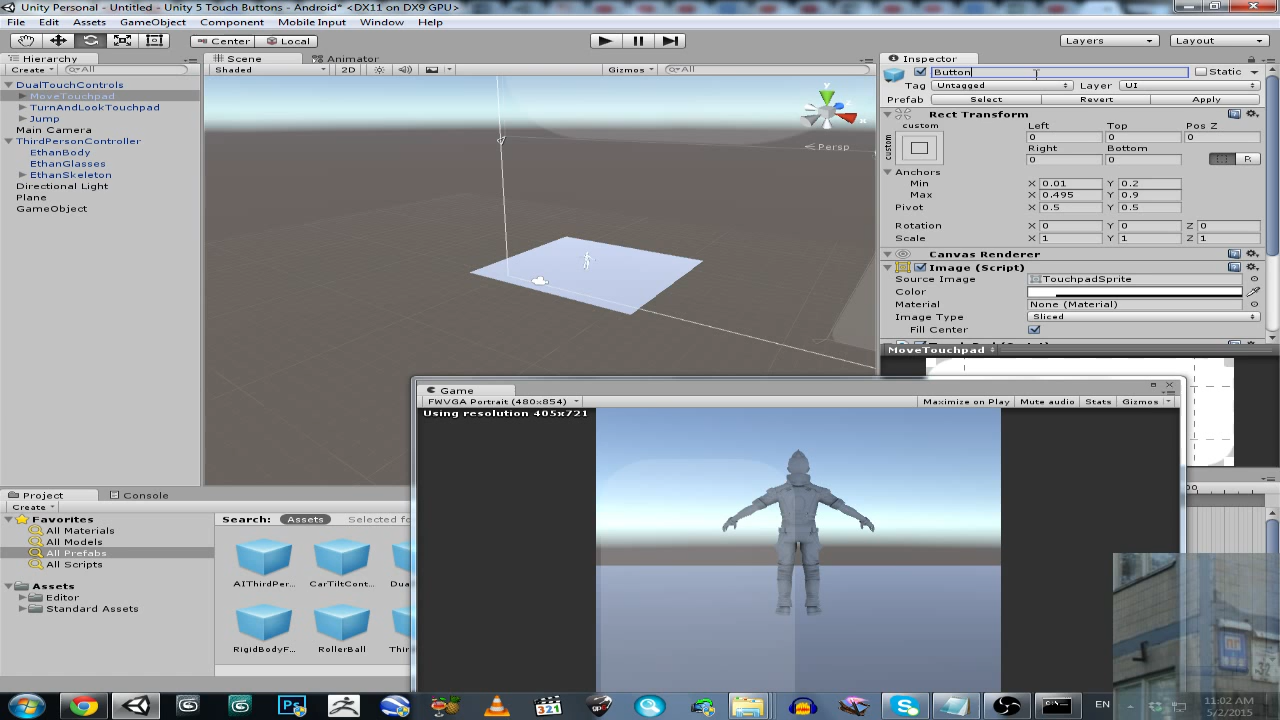 Unity Personal - Untitled - Unity 5 Touch Buttons - Android* <DX11 on DX9 GPU>
File Edit Assets GameObject Component Mobile Input Window Help
Center Local Layers Layout
Hierarchy
Create All
DualTouchControls
MoveTouchpad
TurnAndLookTouchpad
Jump
Main Camera
ThirdPersonController
EthanBody
EthanGlasses
EthanSkeleton
Directional Light
Plane
GameObject
Scene Animator
Shaded 2D Gizmos All
y
x
Persp
Inspector
Button Static
Tag Untagged Layer UI
Prefab Select Revert Apply
Rect Transform
custom Left Top Pos Z
custom 0 0 0
Right Bottom
0 0 R
Anchors
Min X 0.01 Y 0.2
Max X 0.495 Y 0.9
Pivot X 0.5 Y 0.5
Rotation X 0 Y 0 Z 0
Scale X 1 Y 1 Z 1
Canvas Renderer
Image (Script)
Source Image TouchpadSprite
Color
Material None (Material)
Image Type Sliced
Fill Center
MoveTouchpad
Game
FWVGA Portrait (480x854) Maximize on Play Mute audio Stats Gizmos
Using resolution 405x721
Project Console
Create
Favorites
All Materials
All Models
All Prefabs
All Scripts
Assets
Editor
Standard Assets
Search: Assets Selected fo
AIThirdPer... CarTiltCont... Dua
RigidBodyF... RollerBall Thir
321
EN
11:02 AM
5/2/2015